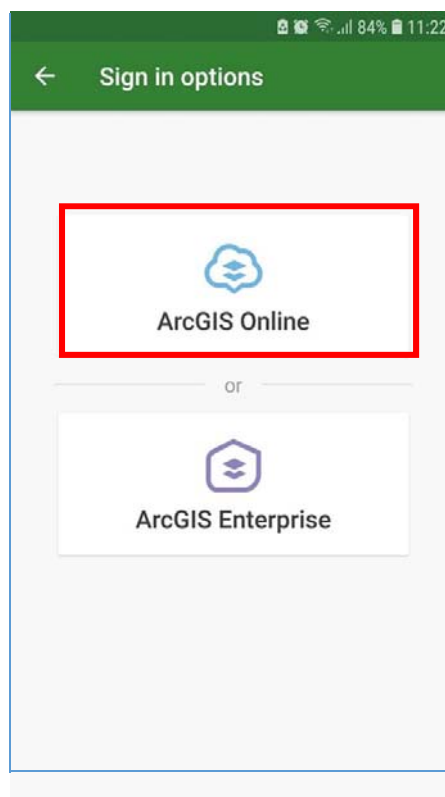 84% 11:22
Sign in options
ArcGIS Online
or
ArcGIS Enterprise